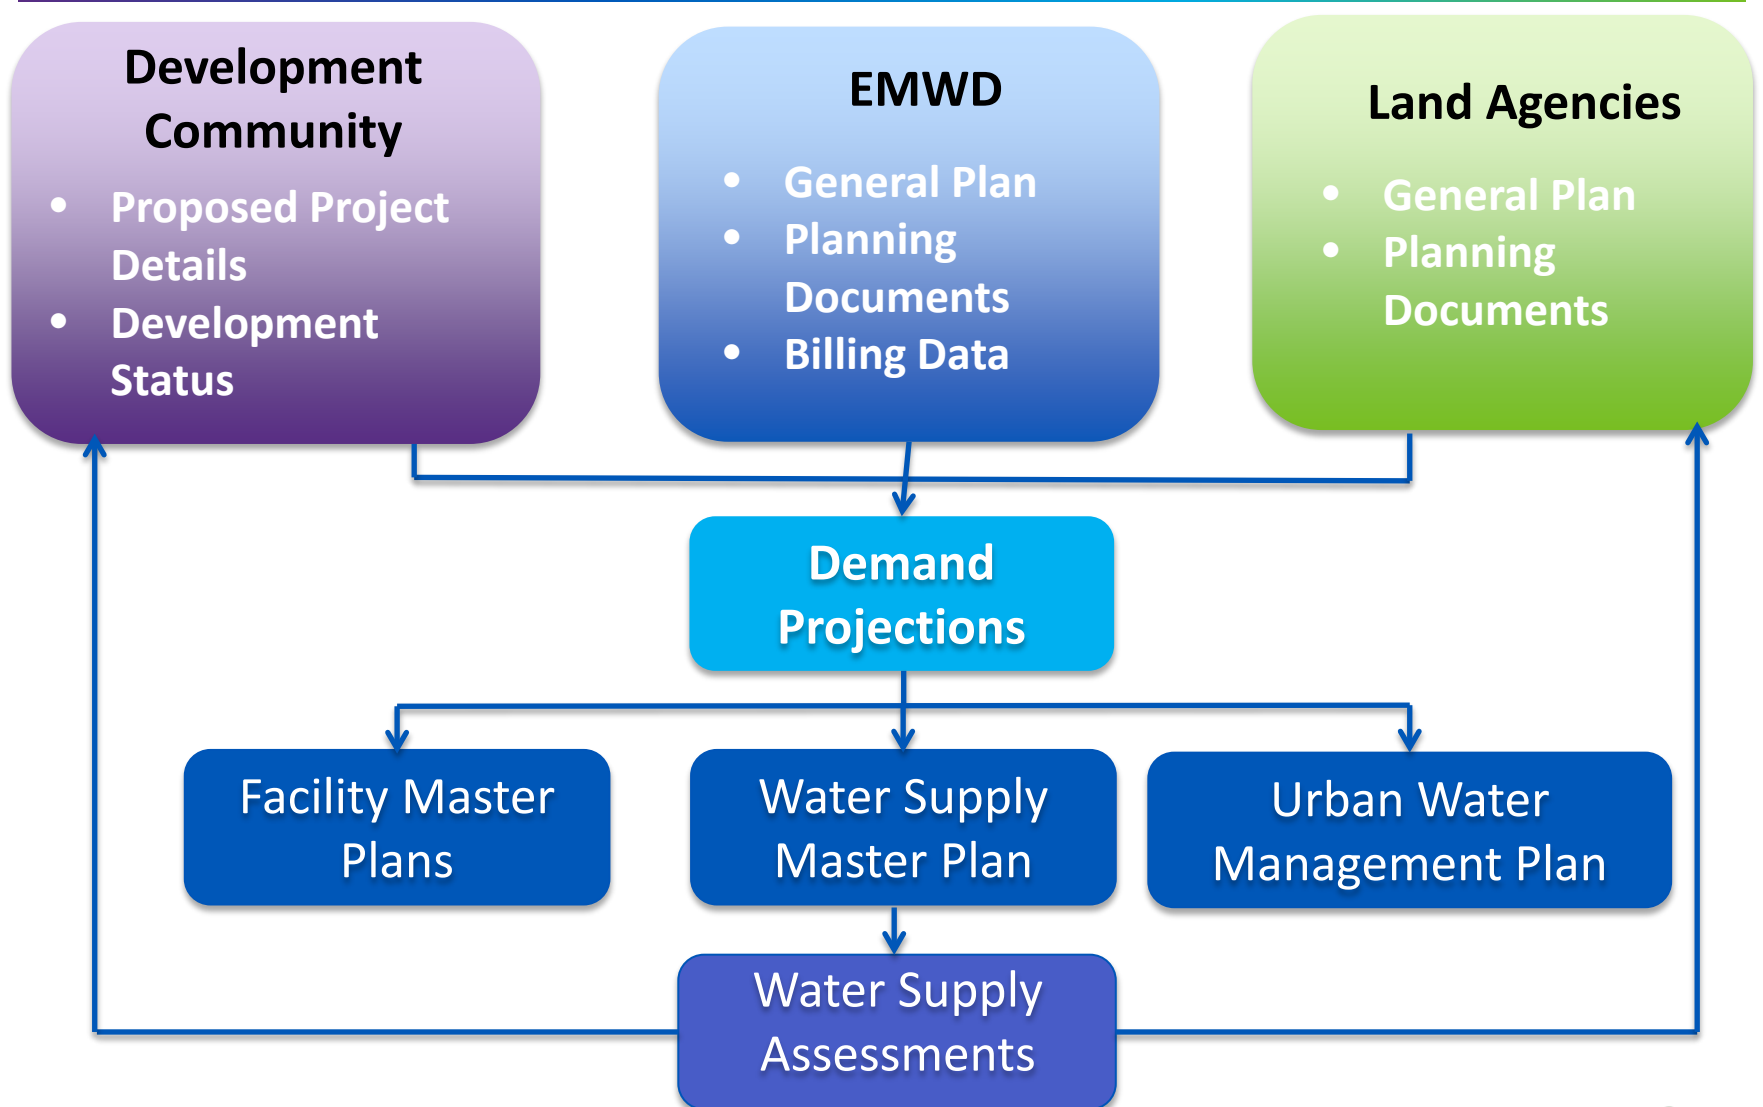 Development
Community
• Proposed Project
Details
• Development
Status
EMWD
• General Plan
• Planning
Documents
• Billing Data
Land Agencies
• General Plan
• Planning
Documents
Demand
Projections
Facility Master
Plans
Water Supply
Master Plan
Urban Water
Management Plan
Water Supply
Assessments